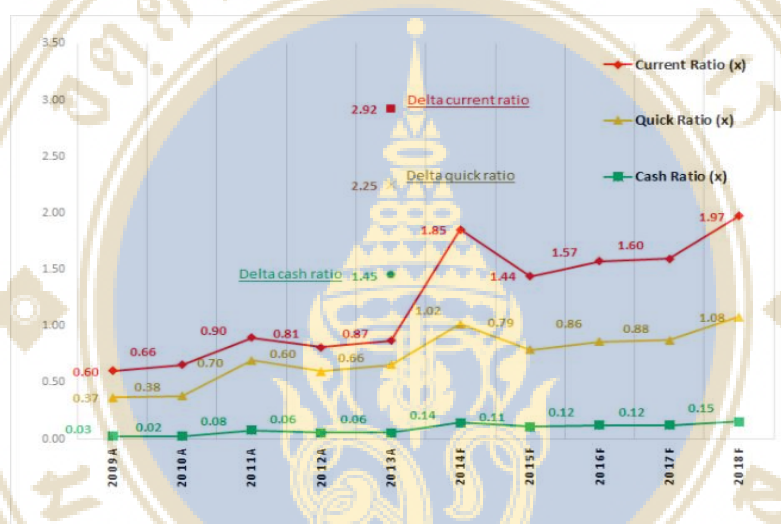 3.50
3.00
2.50
2.00
1.50
1.00
0.50
0.00
Current Ratio (x)
Quick Ratio (x)
Cash Ratio (x)
2.92 Delta current ratio
2.25 Delta quick ratio
Delta cash ratio 1.45
0.60 0.66 0.90 0.81 0.87 1.85 1.44 1.57 1.60 1.97
0.37 0.38 0.70 0.60 0.66 1.02 0.79 0.86 0.88 1.08
0.03 0.02 0.08 0.06 0.06 0.14 0.11 0.12 0.12 0.15
2009A 2010A 2011A 2012A 2013A 2014F 2015F 2016F 2017F 2018F